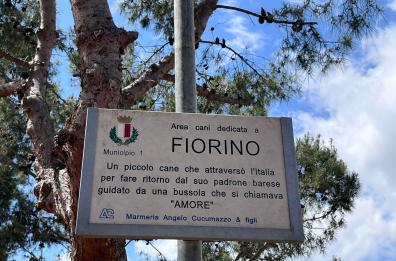 Area cani dedicata a
FIORINO
Municipio 1
Un piccolo cane che attraversò l'Italia
per fare ritorno dal suo padrone barese
guidato da una bussola che si chiamava
"AMORE"
Marmeria Angelo Cucumazzo & figli